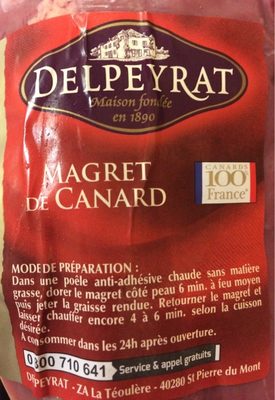 DELPEYRAT
Maison fondée
en 1890
MAGRET
DE CANARD
CANARDS
100%
France
MODE DE PRÉPARATION :
Dans une poêle anti-adhésive chaude sans matière
grasse, dorer le magret côté peau 6 min. à feu moyen
puis jeter la graisse rendue. Retourner le magret et
laisser chauffer encore 4 à 6 min. selon la cuisson
désirée.
A consommer dans les 24h après ouverture.
0 800 710 641 Service & appel gratuits
DELPEYRAT - ZA La Téoulère - 40280 St Pierre du Mont